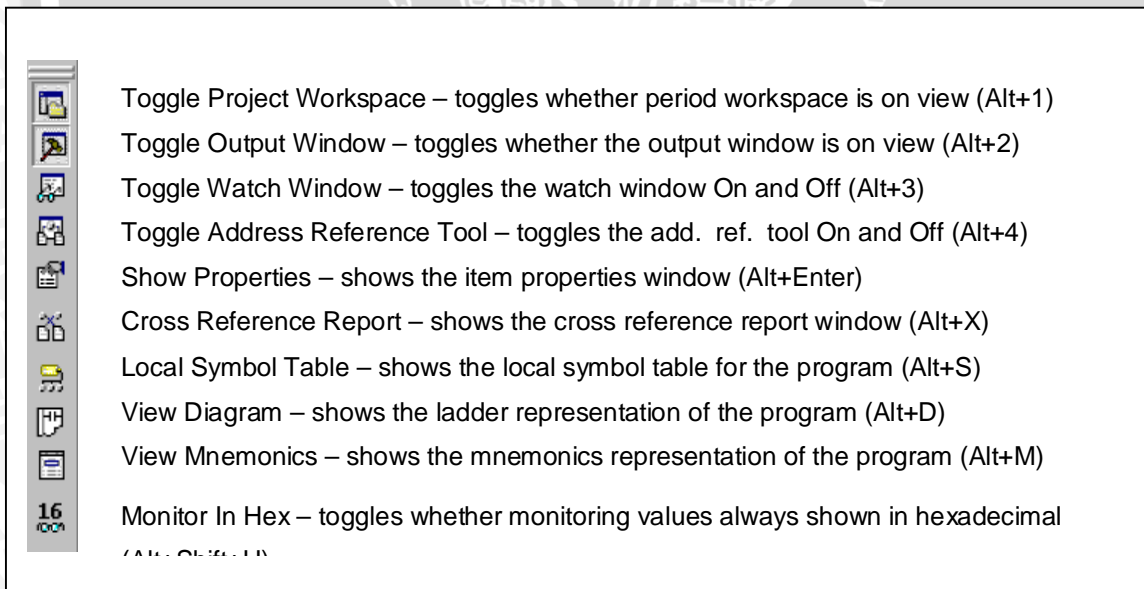 Toggle Project Workspace – toggles whether period workspace is on view (Alt+1)
Toggle Output Window – toggles whether the output window is on view (Alt+2)
Toggle Watch Window – toggles the watch window On and Off (Alt+3)
Toggle Address Reference Tool – toggles the add. ref. tool On and Off (Alt+4)
Show Properties – shows the item properties window (Alt+Enter)
Cross Reference Report – shows the cross reference report window (Alt+X)
Local Symbol Table – shows the local symbol table for the program (Alt+S)
View Diagram – shows the ladder representation of the program (Alt+D)
View Mnemonics – shows the mnemonics representation of the program (Alt+M)
16
Monitor In Hex – toggles whether monitoring values always shown in hexadecimal